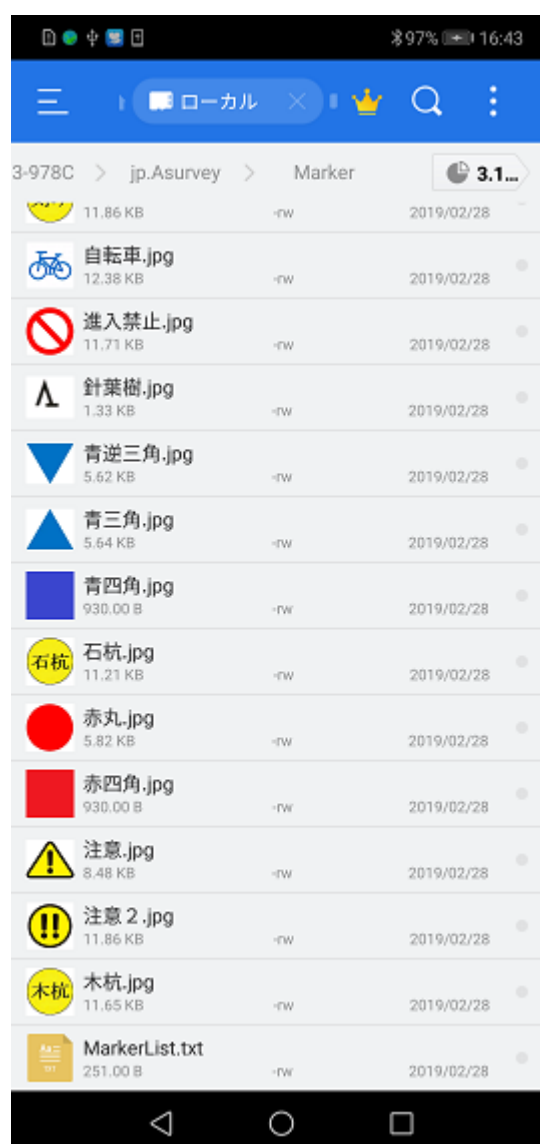 97% 16:43
ローカル
3-978C > jp.Asurvey > Marker 3.1...
11.86 KB -rw 2019/02/28
自転車.jpg
12.38 KB -rw 2019/02/28
進入禁止.jpg
11.71 KB -rw 2019/02/28
針葉樹.jpg
1.33 KB -rw 2019/02/28
青逆三角.jpg
5.62 KB -rw 2019/02/28
青三角.jpg
5.64 KB -rw 2019/02/28
青四角.jpg
930.00 B -rw 2019/02/28
石杭 石杭.jpg
11.21 KB -rw 2019/02/28
赤丸.jpg
5.82 KB -rw 2019/02/28
赤四角.jpg
930.00 B -rw 2019/02/28
注意.jpg
8.48 KB -rw 2019/02/28
注意２.jpg
11.86 KB -rw 2019/02/28
木杭 木杭.jpg
11.65 KB -rw 2019/02/28
MarkerList.txt
251.00 B -rw 2019/02/28